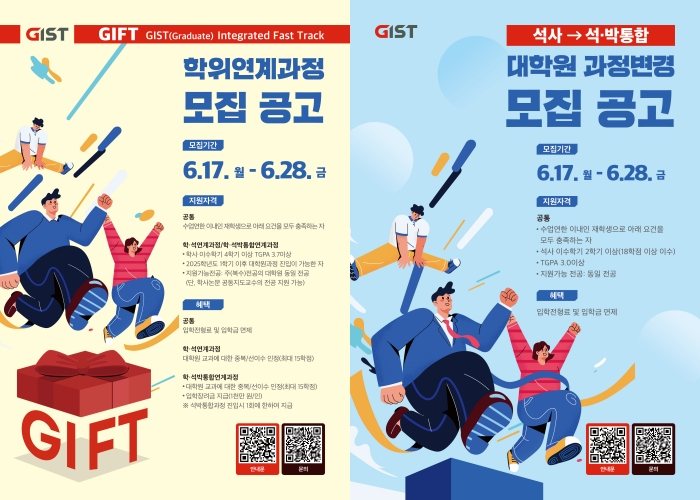 GIST
GIFT GIST(Graduate) Integrated Fast Track
학위연계과정
모집 공고
모집기간
6.17. 월 - 6.28. 금
지원자격
공통
수업연한 이내인 재학생으로 아래 요건을 모두 충족하는 자
학·석연계과정/학·석박통합연계과정
• 학사 이수학기 4학기 이상 TGPA 3.7이상
• 2025학년도 1학기 이후 대학원과정 진입이 가능한 자
• 지원가능전공: 주(복수)전공의 대학원 동일 전공
(단, 학사논문 공동지도교수의 전공 지원 가능)
혜택
공통
입학전형료 및 입학금 면제
학·석연계과정
대학원 교과에 대한 중복/선이수 인정(최대 15학점)
학·석박통합연계과정
• 대학원 교과에 대한 중복/선이수 인정(최대 15학점)
• 입학장려금 지급(1천만 원/인)
※ 석박통합과정 진입시 1회에 한하여 지급
GIFT
안내문
문의
GIST
석사 → 석·박통합
대학원 과정변경
모집 공고
모집기간
6.17. 월 - 6.28. 금
지원자격
공통
• 수업연한 이내인 재학생으로 아래 요건을
모두 충족하는 자
• 석사 이수학기 2학기 이상(18학점 이상 이수)
• TGPA 3.0이상
• 지원가능 전공: 동일 전공
혜택
입학전형료 및 입학금 면제
안내문
문의